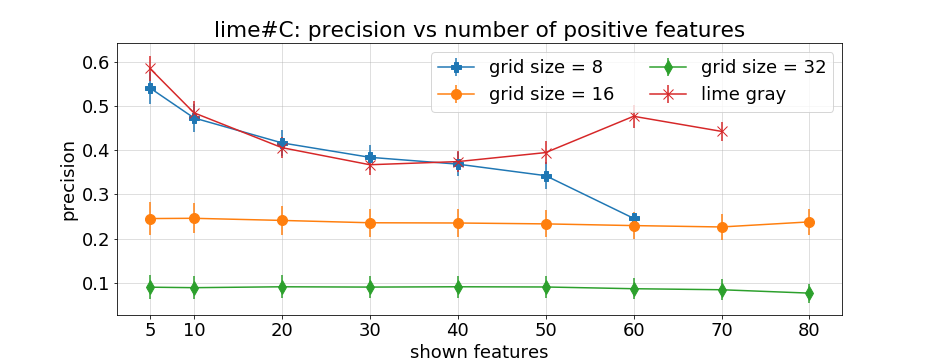 lime#C: precision vs number of positive features
precision
0.6
0.5
0.4
0.3
0.2
0.1
grid size = 8
grid size = 16
grid size = 32
lime gray
5 10 20 30 40 50 60 70 80
shown features